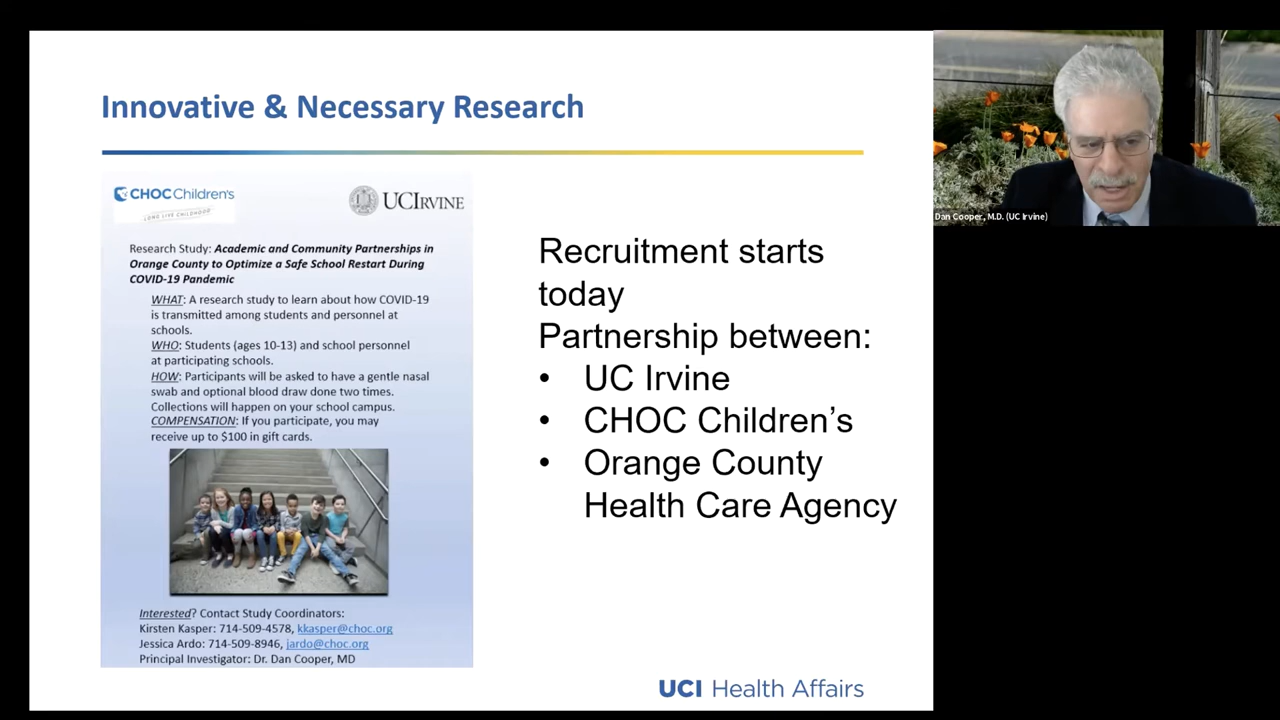 Innovative & Necessary Research
CHOC Children's
LONG LIVE CHILDHOOD
UCIRVINE
Research Study: Academic and Community Partnerships in
Orange County to Optimize a Safe School Restart During
COVID-19 Pandemic
WHAT: A research study to learn about how COVID-19
is transmitted among students and personnel at
schools.
WHO: Students (ages 10-13) and school personnel
at participating schools.
HOW: Participants will be asked to have a gentle nasal
swab and optional blood draw done two times.
Collections will happen on your school campus.
COMPENSATION: If you participate, you may
receive up to $100 in gift cards.
Interested? Contact Study Coordinators:
Kirsten Kasper: 714-509-4578, kkasper@choc.org
Jessica Ardo: 714-509-8946, jardo@choc.org
Principal Investigator: Dr. Dan Cooper, MD
Recruitment starts
today
Partnership between:
• UC Irvine
• CHOC Children’s
• Orange County
Health Care Agency
UCI Health Affairs
Dan Cooper, M.D. (UC Irvine)